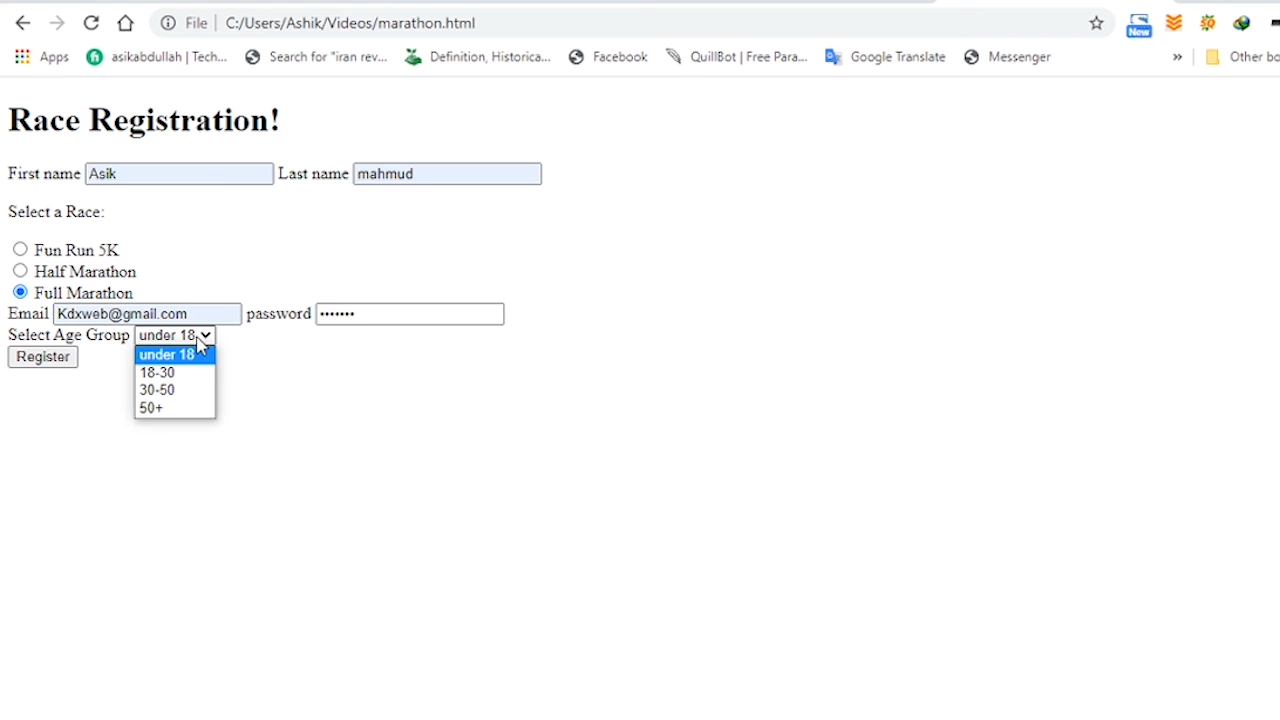 File | C:/Users/Ashik/Videos/marathon.html
New
Apps asikabdullah | Tech... Search for "iran rev... Definition, Historica... Facebook QuillBot | Free Para... Google Translate Messenger » Other bo
Race Registration!
First name Asik Last name mahmud
Select a Race:
Fun Run 5K
Half Marathon
Full Marathon
Email Kdxweb@gmail.com password •••••••
Select Age Group under 18
Register
under 18
18-30
30-50
50+